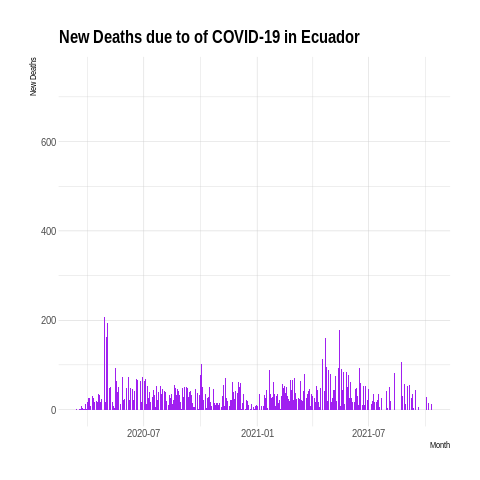 New Deaths due to of COVID-19 in Ecuador
New Deaths
600
400
200
0
2020-07
2021-01
2021-07
Month